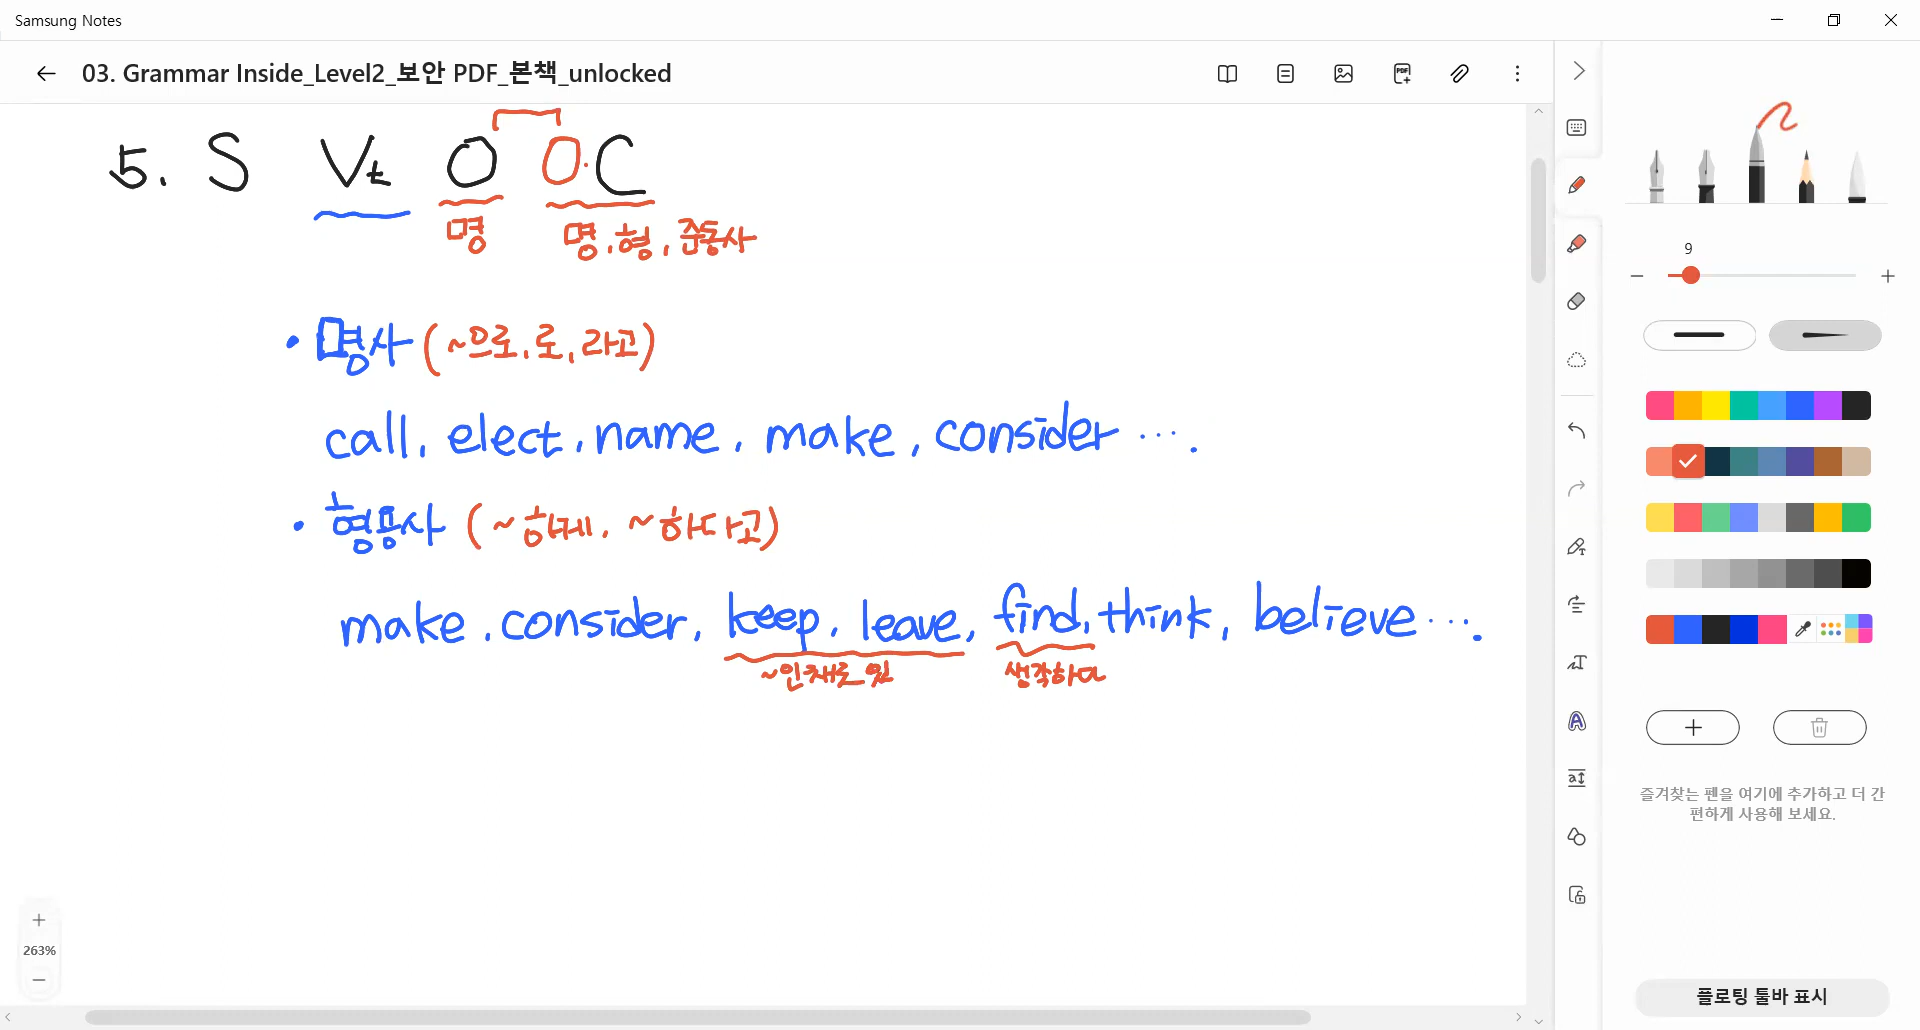 Samsung Notes
03. Grammar Inside_Level2_보안 PDF_본책_unlocked
5. S Vt O O·C
명 명, 형, 준동사
• 명사 (~으로, 로, 라고)
call, elect, name, make, consider ….
• 형용사 (~하게, ~하다고)
make, consider, keep, leave, find, think, believe ….
~인채로 있 생각하다
263%
9
즐겨찾는 펜을 여기에 추가하고 더 간
편하게 사용해 보세요.
플로팅 툴바 표시